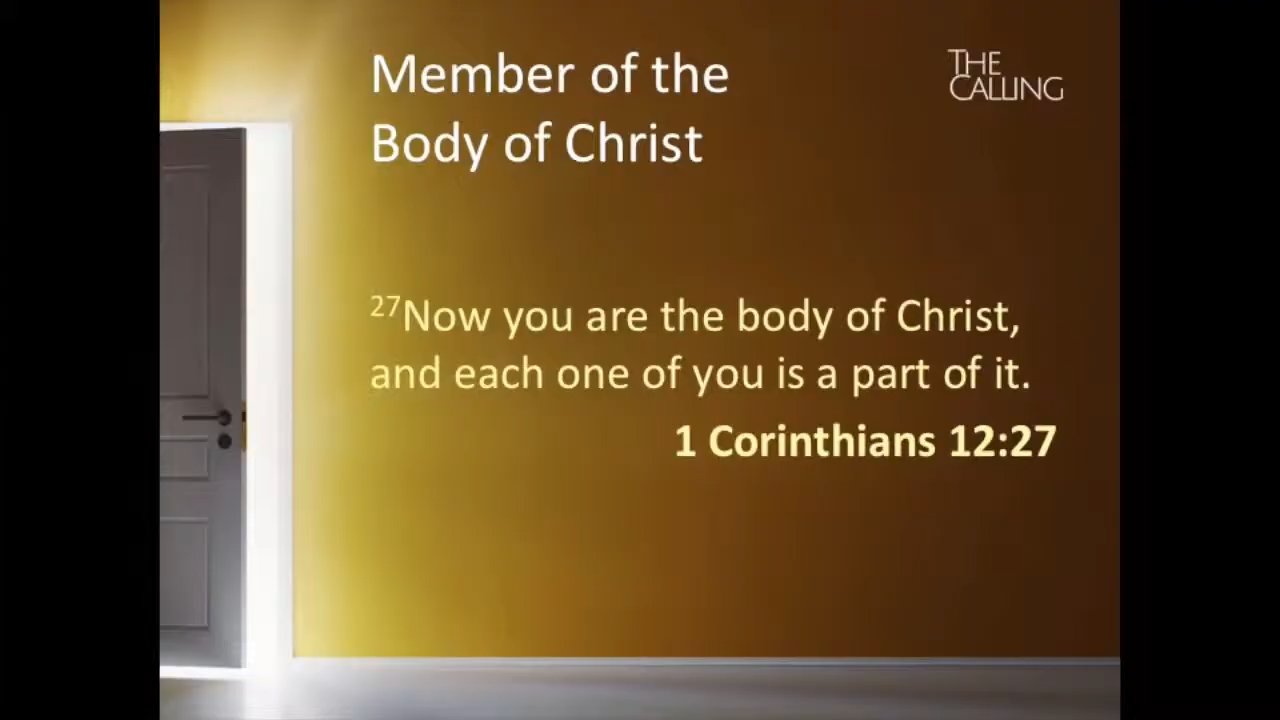 Member of the
Body of Christ
THE
CALLING
27Now you are the body of Christ,
and each one of you is a part of it.
1 Corinthians 12:27